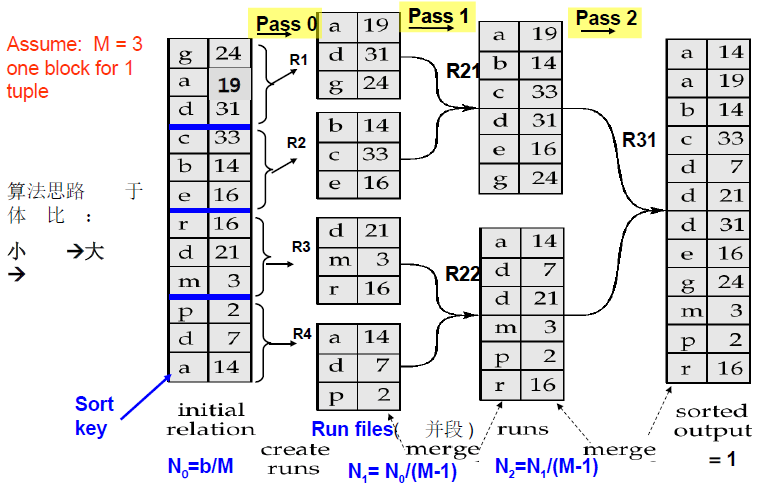 Pass 0
Pass 1
Pass 2
Assume: M = 3
one block for 1
tuple
算法思路 于
体 比 :
小 →大
→
Sort
key
g 24
a 19
d 31
c 33
b 14
e 16
r 16
d 21
m 3
p 2
d 7
a 14
initial
relation
N0=b/M
R1
R2
R3
R4
create
runs
a 19
d 31
g 24
b 14
c 33
e 16
d 21
m 3
r 16
a 14
d 7
p 2
Run files( 并段 )
N1= N0/(M-1)
R21
R22
merge
a 19
b 14
c 33
d 31
e 16
g 24
a 14
d 7
d 21
m 3
p 2
r 16
runs
N2=N1/(M-1)
R31
merge
a 14
a 19
b 14
c 33
d 7
d 21
d 31
e 16
g 24
m 3
p 2
r 16
sorted
output
= 1